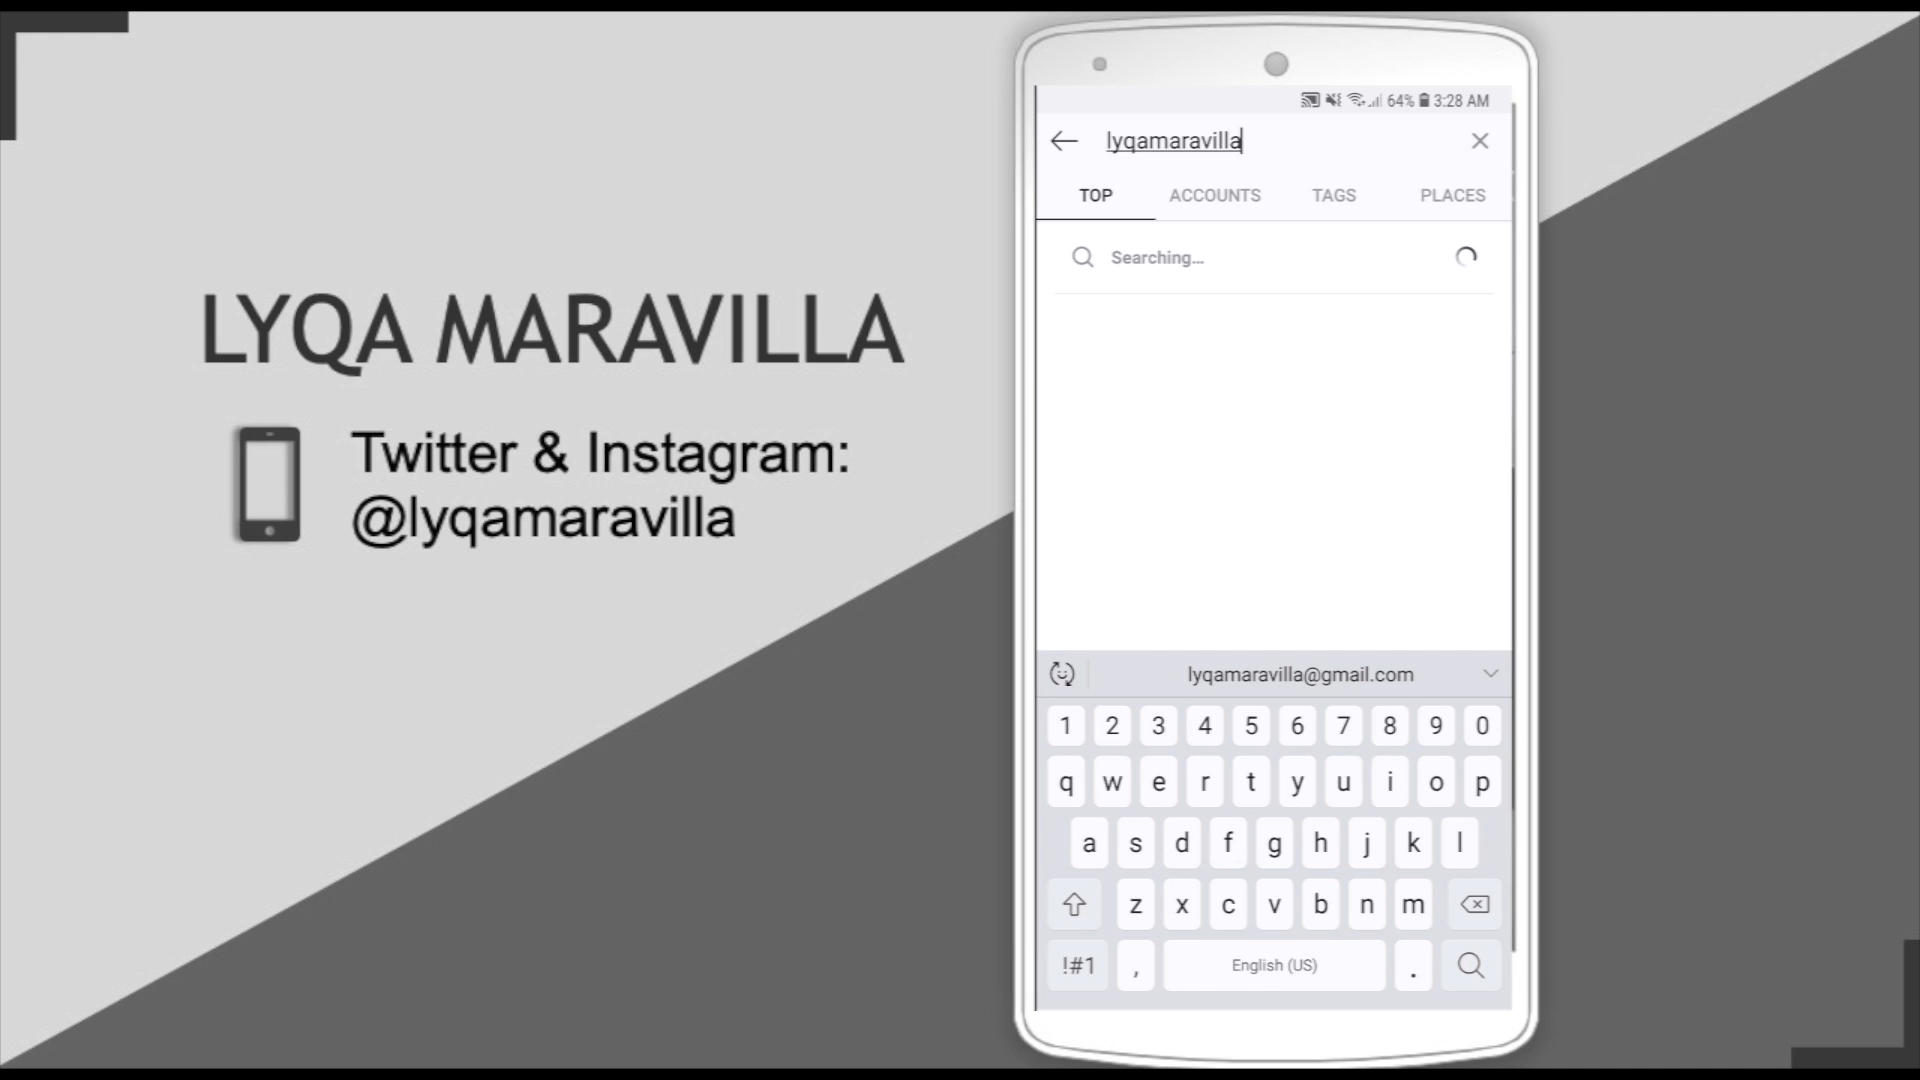 LYQA MARAVILLA
Twitter & Instagram:
@lyqamaravilla
64% 3:28 AM
lyqamaravilla
TOP ACCOUNTS TAGS PLACES
Searching...
lyqamaravilla@gmail.com
1 2 3 4 5 6 7 8 9 0
q w e r t y u i o p
a s d f g h j k l
z x c v b n m
!#1 , English (US) .